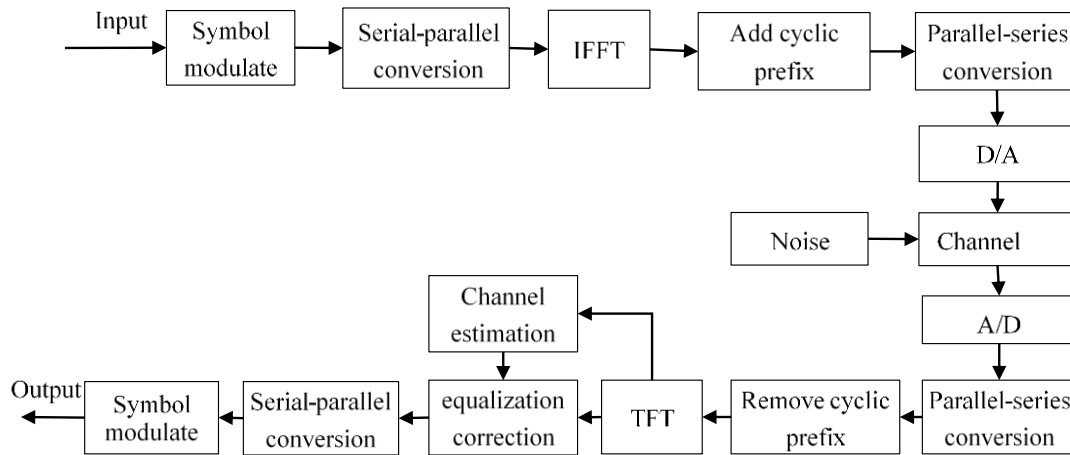 Input
Symbol
modulate
Serial-parallel
conversion
IFFT
Add cyclic
prefix
Parallel-series
conversion
D/A
Noise
Channel
A/D
Channel
estimation
Output
Symbol
modulate
Serial-parallel
conversion
equalization
correction
TFT
Remove cyclic
prefix
Parallel-series
conversion